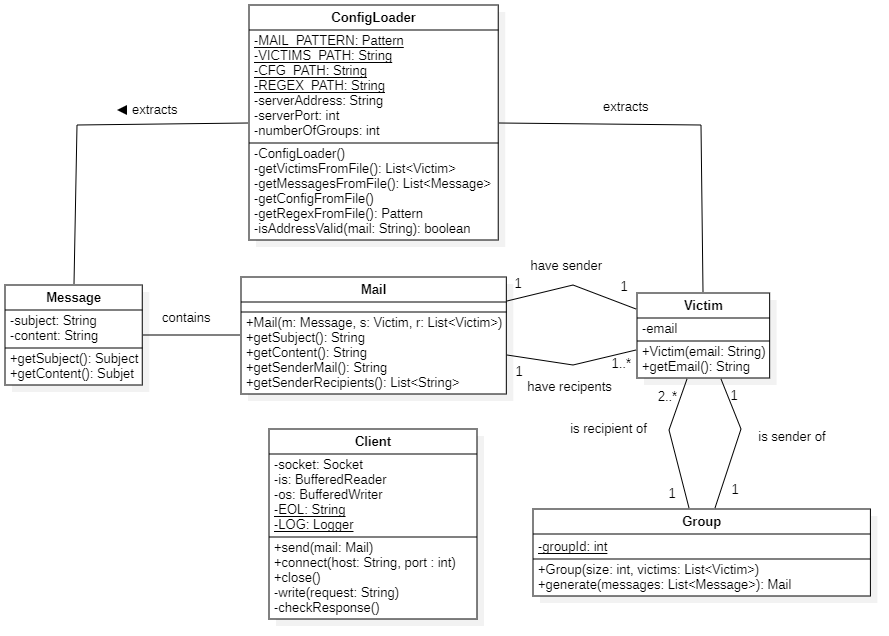 ConfigLoader
-MAIL_PATTERN: Pattern
-VICTIMS_PATH: String
-CFG_PATH: String
-REGEX_PATH: String
-serverAddress: String
-serverPort: int
-numberOfGroups: int
-ConfigLoader()
-getVictimsFromFile(): List<Victim>
-getMessagesFromFile(): List<Message>
-getConfigFromFile()
-getRegexFromFile(): Pattern
-isAddressValid(mail: String): boolean
◀ extracts
extracts
Message
-subject: String
-content: String
+getSubject(): Subject
+getContent(): Subjet
contains
Mail
+Mail(m: Message, s: Victim, r: List<Victim>)
+getSubject(): String
+getContent(): String
+getSenderMail(): String
+getSenderRecipients(): List<String>
have sender
1
1
1
1..*
have recipents
Victim
-email
+Victim(email: String)
+getEmail(): String
2..*
1
is recipient of
is sender of
1
1
Client
-socket: Socket
-is: BufferedReader
-os: BufferedWriter
-EOL: String
-LOG: Logger
+send(mail: Mail)
+connect(host: String, port : int)
+close()
-write(request: String)
-checkResponse()
Group
-groupId: int
+Group(size: int, victims: List<Victim>)
+generate(messages: List<Message>): Mail